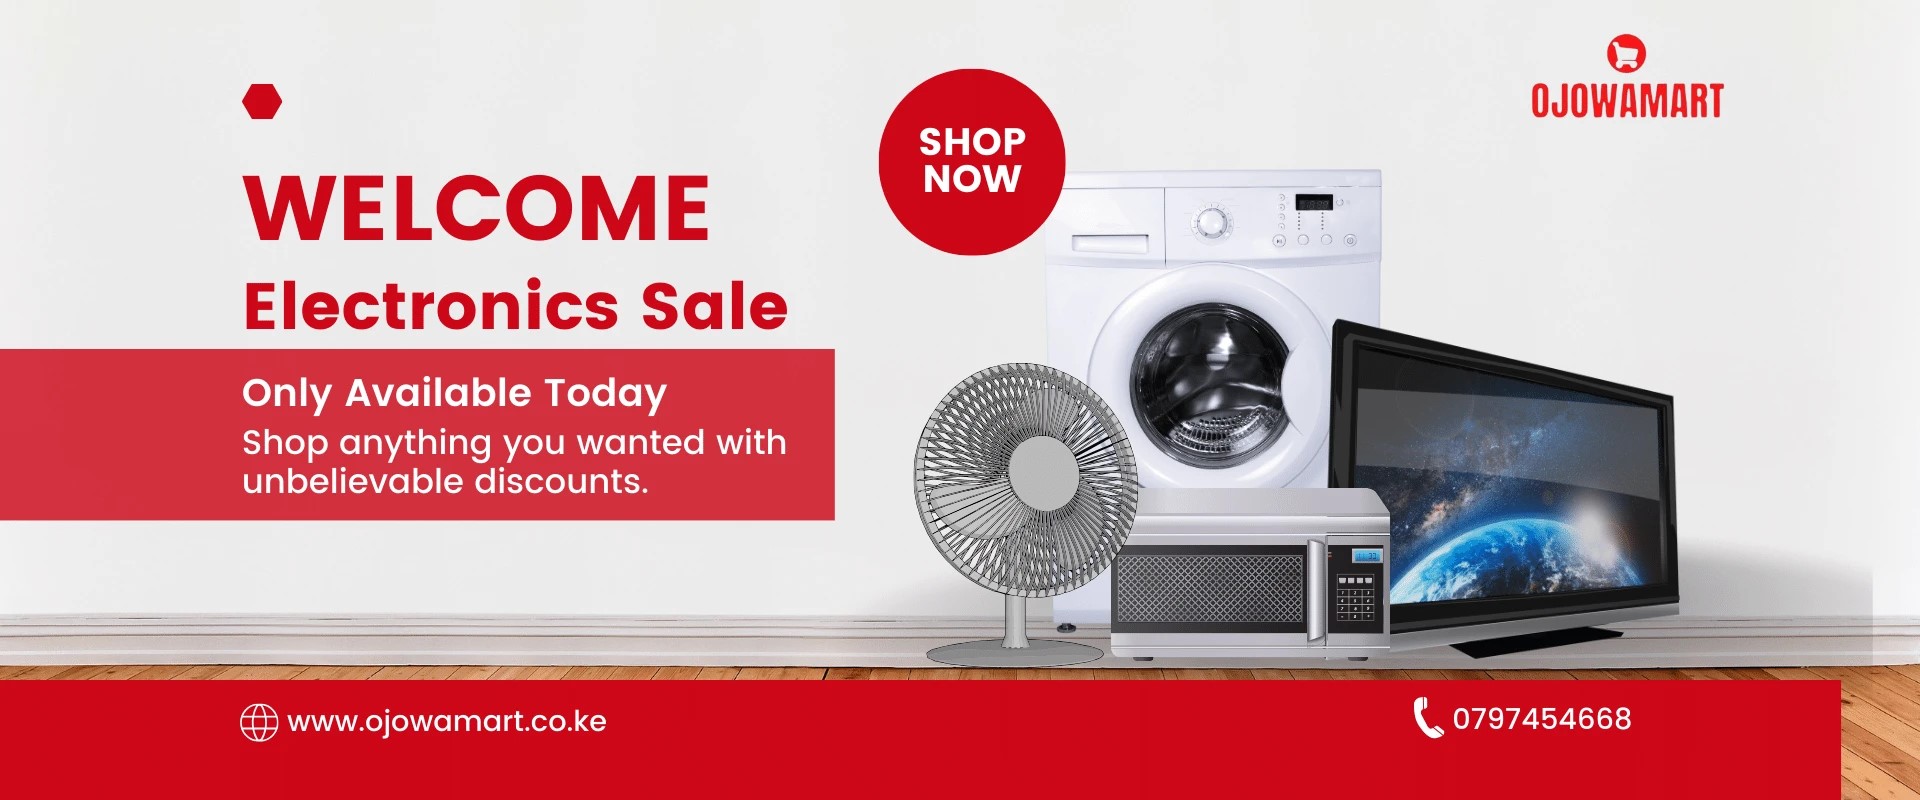 OJOWAMART
SHOP
NOW
WELCOME
Electronics Sale
Only Available Today
Shop anything you wanted with
unbelievable discounts.
www.ojowamart.co.ke
0797454668